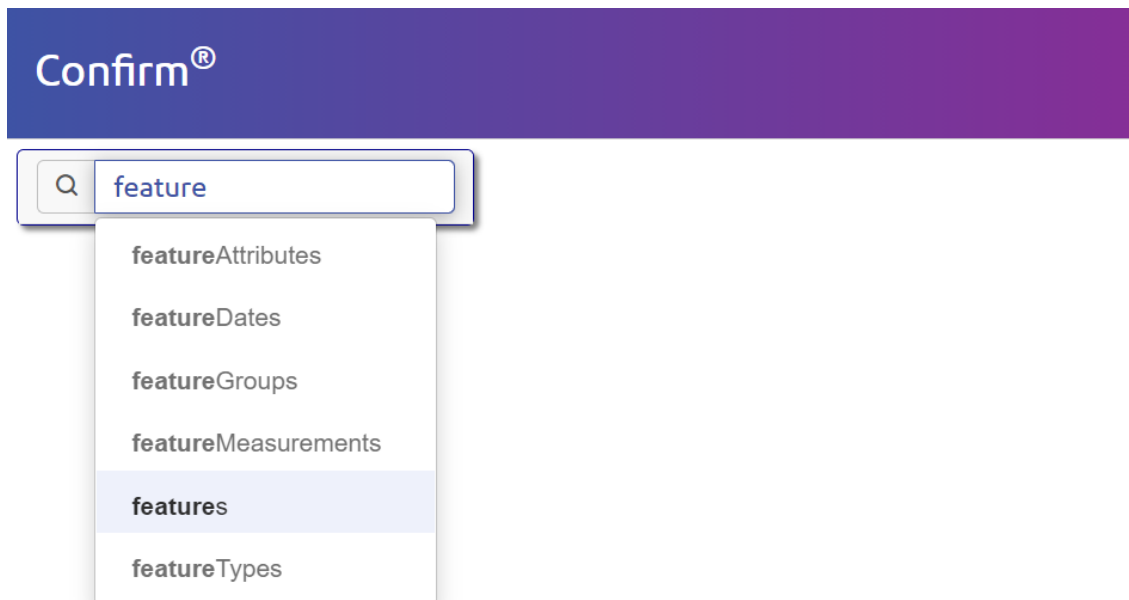 Confirm®
feature
featureAttributes
featureDates
featureGroups
featureMeasurements
features
featureTypes